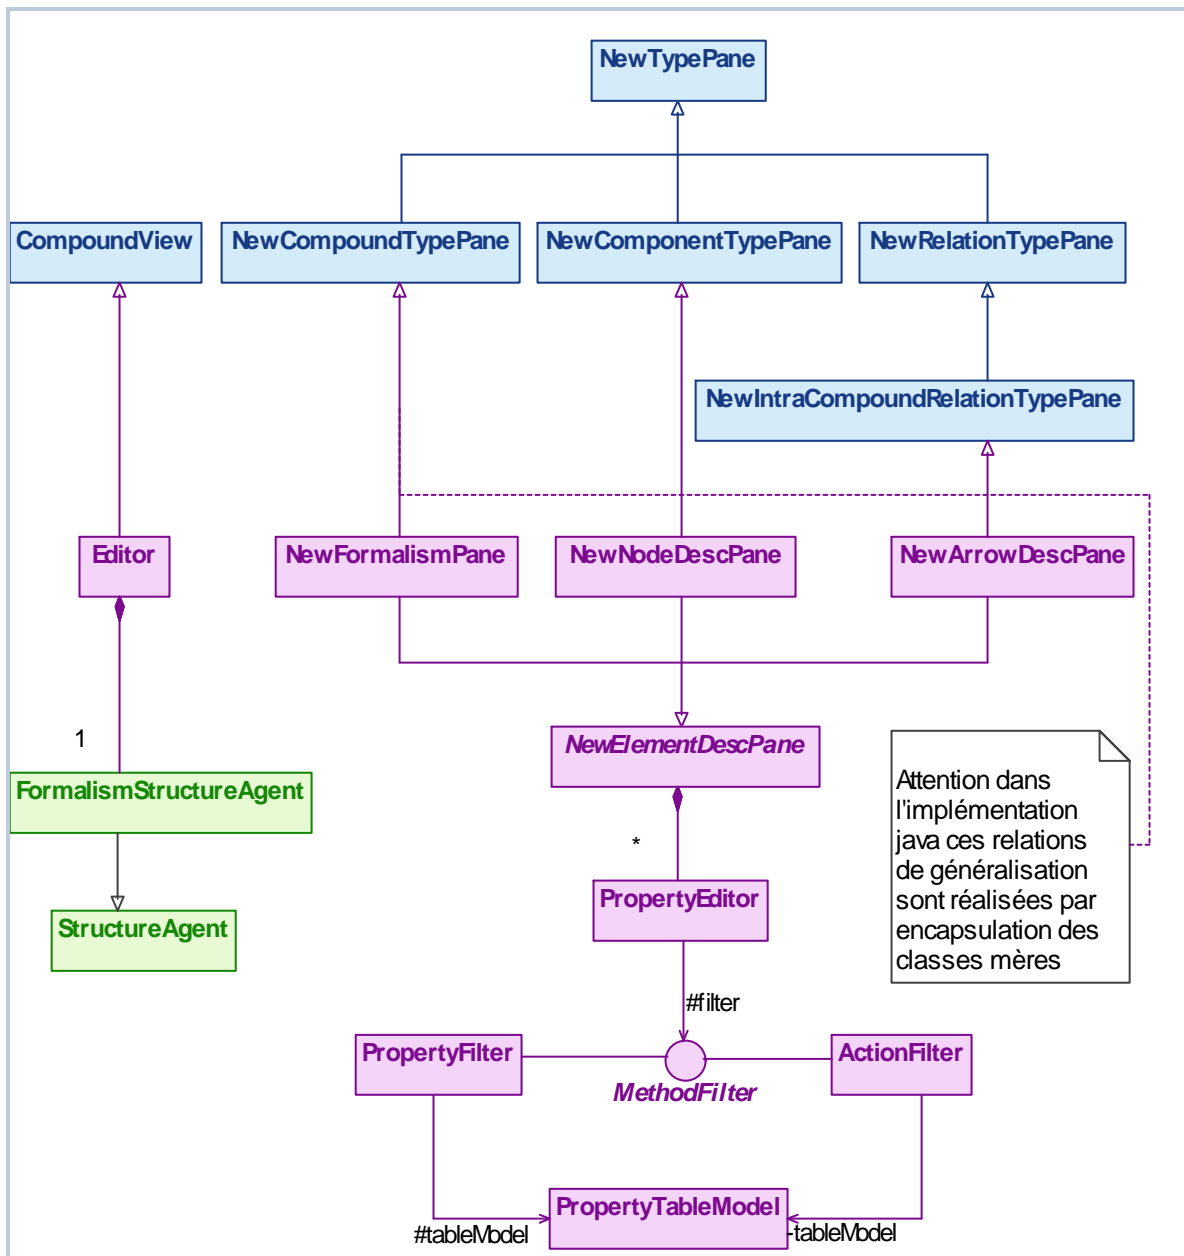 NewTypePane
CompoundView
NewCompoundTypePane
NewComponentTypePane
NewRelationTypePane
NewIntraCompoundRelationTypePane
Editor
NewFormalismPane
NewNodeDescPane
NewArrowDescPane
1
NewElementDescPane
FormalismStructureAgent
Attention dans
l'implémentation
java ces relations
de généralisation
sont réalisées par
encapsulation des
classes mères
*
PropertyEditor
StructureAgent
#filter
PropertyFilter
ActionFilter
MethodFilter
PropertyTableModel
#tableModel
-tableModel